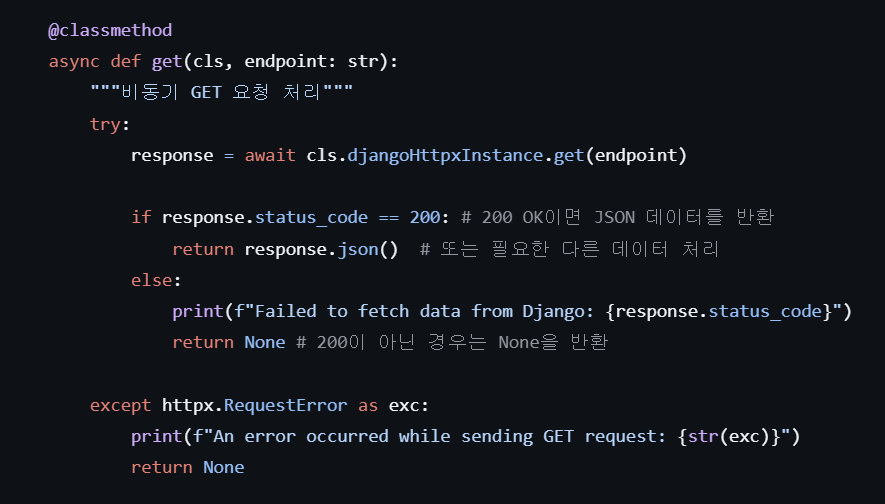 @classmethod
async def get(cls, endpoint: str):
"""비동기 GET 요청 처리"""
try:
response = await cls.djangoHttpxInstance.get(endpoint)
if response.status_code == 200: # 200 OK이면 JSON 데이터를 반환
return response.json()  # 또는 필요한 다른 데이터 처리
else:
print(f"Failed to fetch data from Django: {response.status_code}")
return None # 200이 아닌 경우는 None을 반환
except httpx.RequestError as exc:
print(f"An error occurred while sending GET request: {str(exc)}")
return None